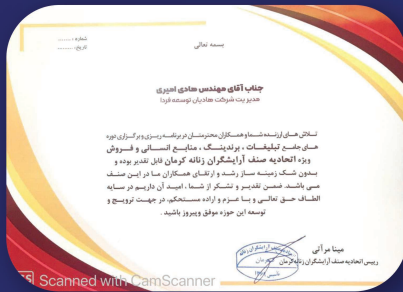 بسمه تعالی
شماره : ........
تاریخ: ........
جناب آقای مهندس هادی امیری
مدیریت شرکت هادیان توسعه فردا
تلاش های ارزنده شما و همکاران محترمتان در برنامه ریزی و برگزاری دوره
های جامع تبلیغات ، برندینگ ، منابع انسانی و فروش
ویژه اتحادیه صنف آرایشگران زنانه کرمان قابل تقدیر بوده و
بدون شک زمینه ساز رشد و ارتقای همکاران ما در این صنف
می باشد. ضمن تقدیر و تشکر از شما ، امید آن داریم در سایه
الطاف حق تعالی و با عزم و اراده مستحکم، در جهت ترویج و
توسعه این حوزه موفق و پیروز باشید .
مینا مرآتی
رییس اتحادیه صنف آرایشگران زنانه کرمان
CS Scanned with CamScanner